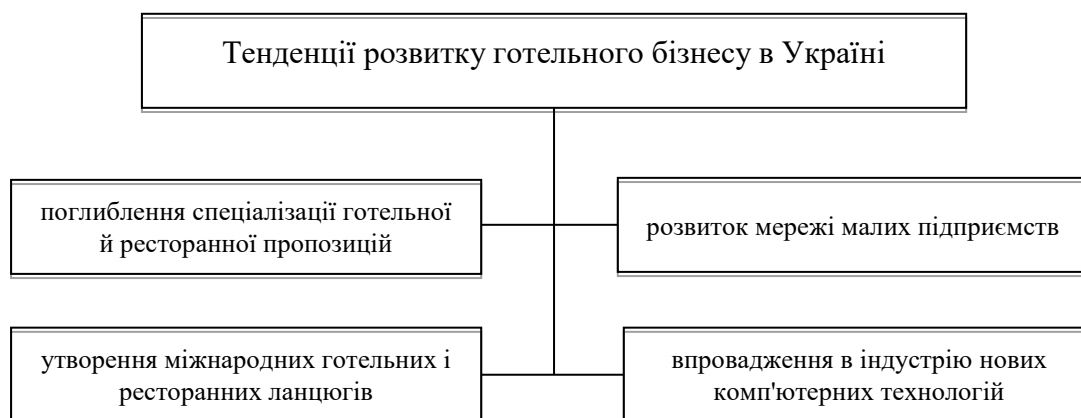 Тенденції розвитку готельного бізнесу в Україні
поглиблення спеціалізації готельної
й ресторанної пропозицій
розвиток мережі малих підприємств
утворення міжнародних готельних і
ресторанних ланцюгів
впровадження в індустрію нових
комп'ютерних технологій